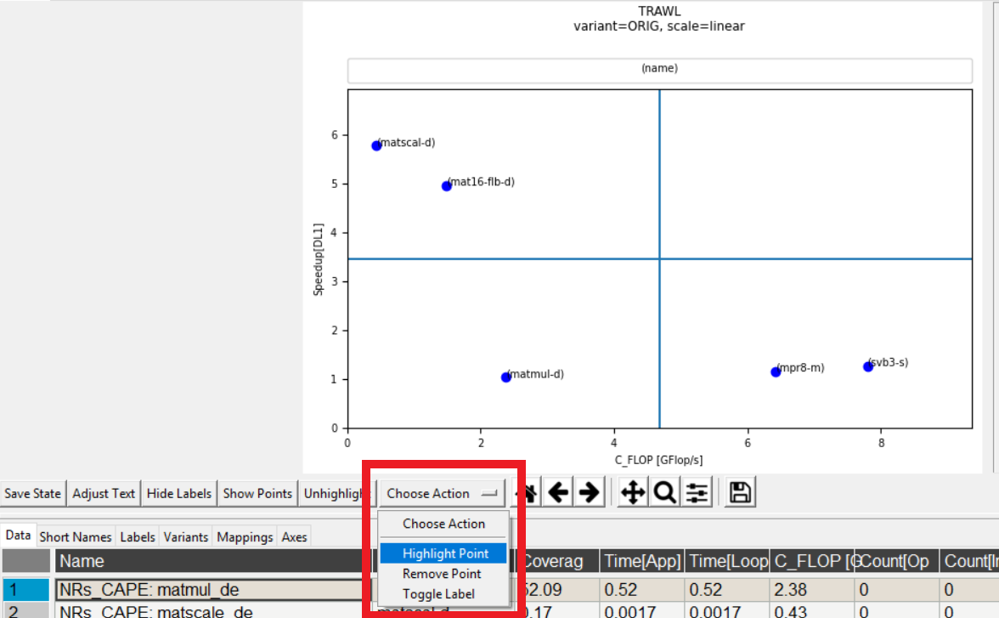 TRAWL
variant=ORIG, scale=linear
(name)
6
(matscal-d)
5
(mat16-flb-d)
4
Speedup[DL1]
3
2
1
(matmul-d)
(mpr8-m)
(svb3-s)
0
0 2 4 6 8
C_FLOP [GFlop/s]
Save State Adjust Text Hide Labels Show Points Unhighligh Choose Action
Choose Action
Highlight Point
Remove Point
Toggle Label
Data Short Names Labels Variants Mappings Axes
Name Coverag Time[App] Time[Loop C_FLOP [G Count[Op Count[In
1 NRs_CAPE: matmul_de 52.09 0.52 0.52 2.38 0 0
2 NRs_CAPE: matscale_de matscal-d 0.17 0.0017 0.0017 0.43 0 0